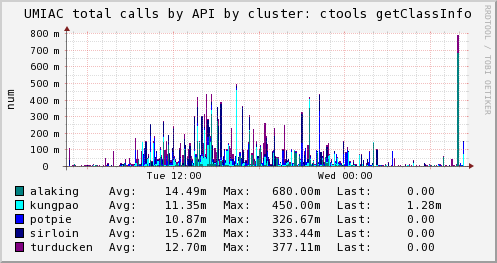 UMIAC total calls by API by cluster: ctools getClassInfo
RRDTOOL / TOBI OETIKER
num
800 m
700 m
600 m
500 m
400 m
300 m
200 m
100 m
0
Tue 12:00 Wed 00:00
alaking Avg: 14.49m Max: 680.00m Last: 0.00
kungpao Avg: 11.35m Max: 450.00m Last: 1.28m
potpie Avg: 10.87m Max: 326.67m Last: 0.00
sirloin Avg: 15.62m Max: 333.44m Last: 0.00
turducken Avg: 12.70m Max: 377.11m Last: 0.00